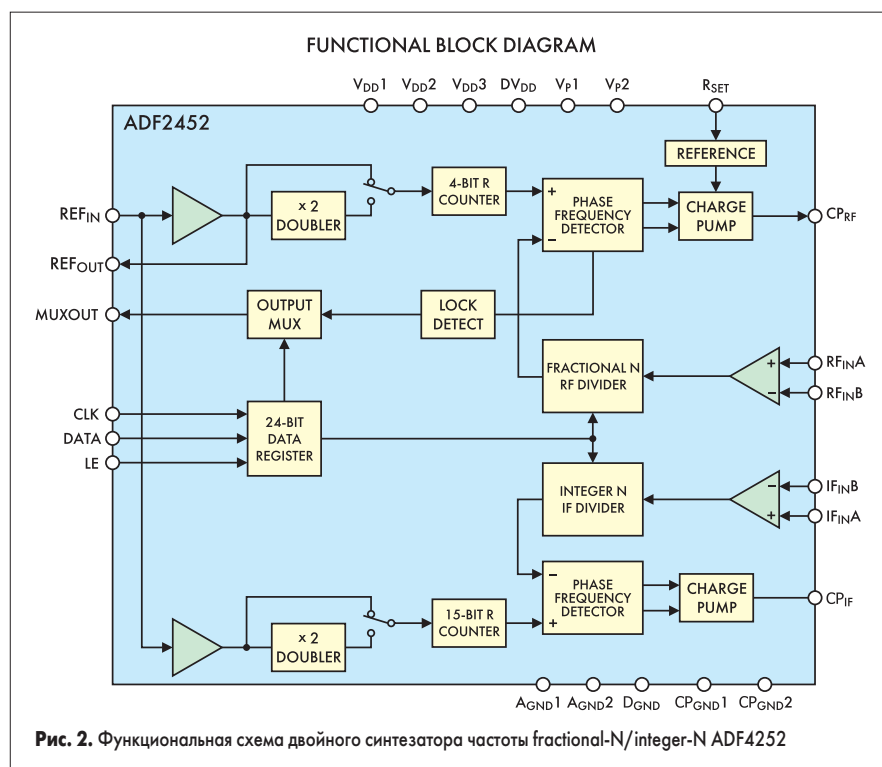 FUNCTIONAL BLOCK DIAGRAM
VDD1 VDD2 VDD3 DVDD VP1 VP2 RSET
ADF2452
REFERENCE
REFIN
x 2
DOUBLER
4-BIT R
COUNTER
+
−
PHASE
FREQUENCY
DETECTOR
CHARGE
PUMP
CPRF
REFOUT
MUXOUT
OUTPUT
MUX
LOCK
DETECT
FRACTIONAL N
RF DIVIDER
+
−
RFINA
RFINB
CLK
DATA
LE
24-BIT
DATA
REGISTER
INTEGER N
IF DIVIDER
−
+
IFINB
IFINA
x 2
DOUBLER
15-BIT R
COUNTER
−
+
PHASE
FREQUENCY
DETECTOR
CHARGE
PUMP
CPIF
AGND1 AGND2 DGND CPGND1 CPGND2
Рис. 2. Функциональная схема двойного синтезатора частоты fractional-N/integer-N ADF4252